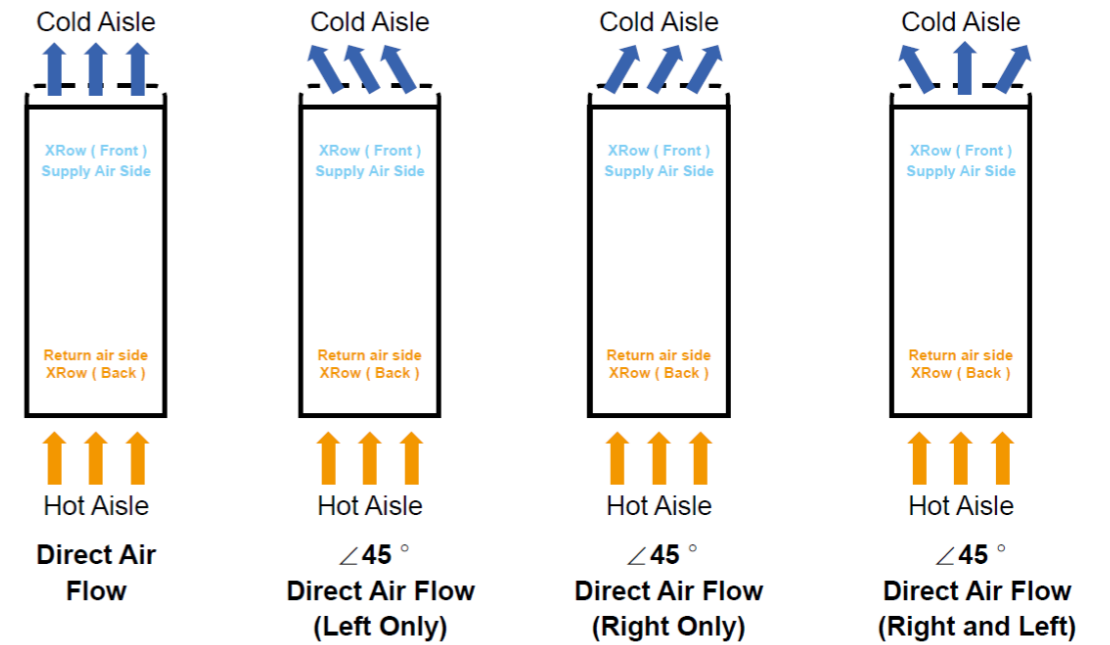 Cold Aisle
XRow ( Front )
Supply Air Side
Return air side
XRow ( Back )
Hot Aisle
Direct Air
Flow
Cold Aisle
XRow ( Front )
Supply Air Side
Return air side
XRow ( Back )
Hot Aisle
∠45 °
Direct Air Flow
(Left Only)
Cold Aisle
XRow ( Front )
Supply Air Side
Return air side
XRow ( Back )
Hot Aisle
∠45 °
Direct Air Flow
(Right Only)
Cold Aisle
XRow ( Front )
Supply Air Side
Return air side
XRow ( Back )
Hot Aisle
∠45 °
Direct Air Flow
(Right and Left)